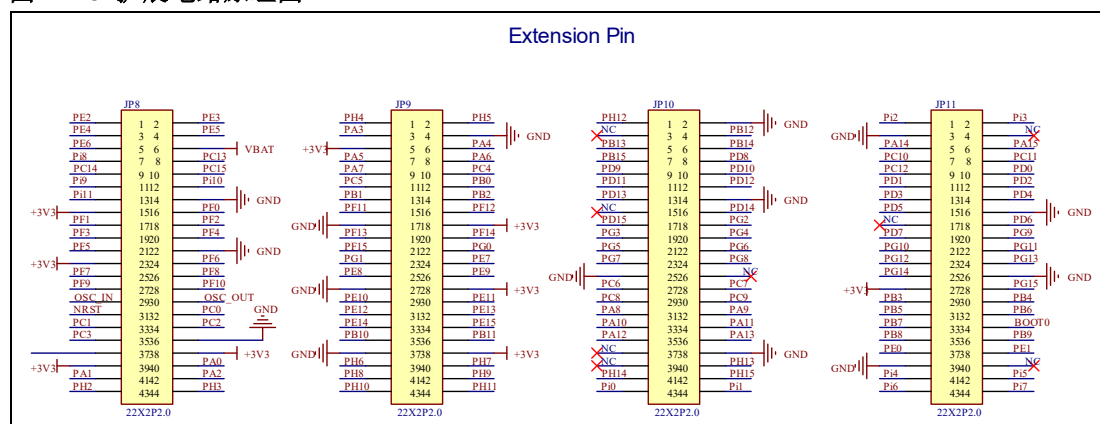 Extension Pin
JP8
PE2 1 2 PE3
PE4 3 4 PE5
PE6 5 6 VBAT
Pi8 7 8 PC13
PC14 9 10 PC15
Pi9 1112 Pi10
Pi11 1314 GND
+3V3 1516 PF0
PF1 1718 PF2
PF3 1920 PF4
PF5 2122 GND
+3V3 2324 PF6
PF7 2526 PF8
PF9 2728 PF10
OSC_IN 2930 OSC_OUT
NRST 3132 PC0 GND
PC1 3334 PC2
PC3 3536
3738 +3V3
+3V3 3940 PA0
PA1 4142 PA2
PH2 4344 PH3
22X2P2.0
JP9
PH4 1 2 PH5
PA3 3 4 GND
+3V3 5 6 PA4
PA5 7 8 PA6
PA7 9 10 PC4
PC5 1112 PB0
PB1 1314 PB2
PF11 1516 PF12
GND 1718 +3V3
PF13 1920 PF14
PF15 2122 PG0
PG1 2324 PE7
PE8 2526 PE9
GND 2728 +3V3
PE10 2930 PE11
PE12 3132 PE13
PE14 3334 PE15
PB10 3536 PB11
GND 3738 +3V3
PH6 3940 PH7
PH8 4142 PH9
PH10 4344 PH11
22X2P2.0
JP10
PH12 1 2 GND
NC 3 4 PB12
PB13 5 6 PB14
PB15 7 8 PD8
PD9 9 10 PD10
PD11 1112 PD12
PD13 1314 GND
NC 1516 PD14
PD15 1718 PG2
PG3 1920 PG4
PG5 2122 PG6
PG7 2324 PG8
GND 2526 NC
PC6 2728 PC7
PC8 2930 PC9
PA8 3132 PA9
PA10 3334 PA11
PA12 3536 PA13
NC 3738 GND
NC 3940 PH13
PH14 4142 PH15
Pi0 4344 Pi1
22X2P2.0
JP11
Pi2 1 2 Pi3
GND 3 4 NC
PA14 5 6 PA15
PC10 7 8 PC11
PC12 9 10 PD0
PD1 1112 PD2
PD3 1314 PD4
PD5 1516 GND
NC 1718 PD6
PD7 1920 PG9
PG10 2122 PG11
PG12 2324 PG13
PG14 2526 GND
+3V3 2728 PG15
PB3 2930 PB4
PB5 3132 PB6
PB7 3334 BOOT0
PB8 3536 PB9
PE0 3738 PE1
GND 3940 NC
Pi4 4142 Pi5
Pi6 4344 Pi7
22X2P2.0